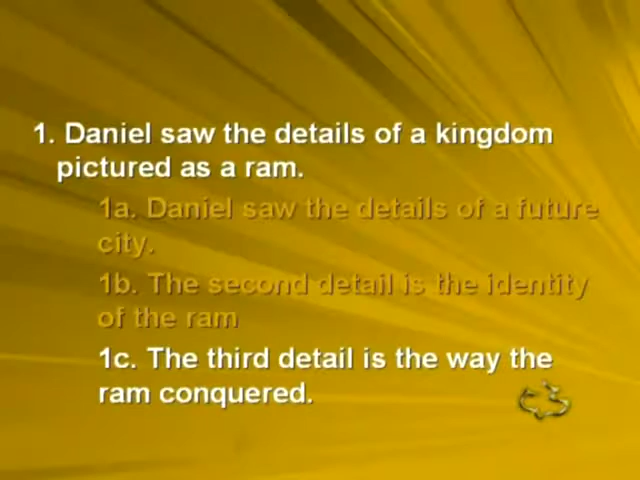 1. Daniel saw the details of a kingdom
pictured as a ram.
1a. Daniel saw the details of a future
city.
1b. The second detail is the identity
of the ram
1c. The third detail is the way the
ram conquered.